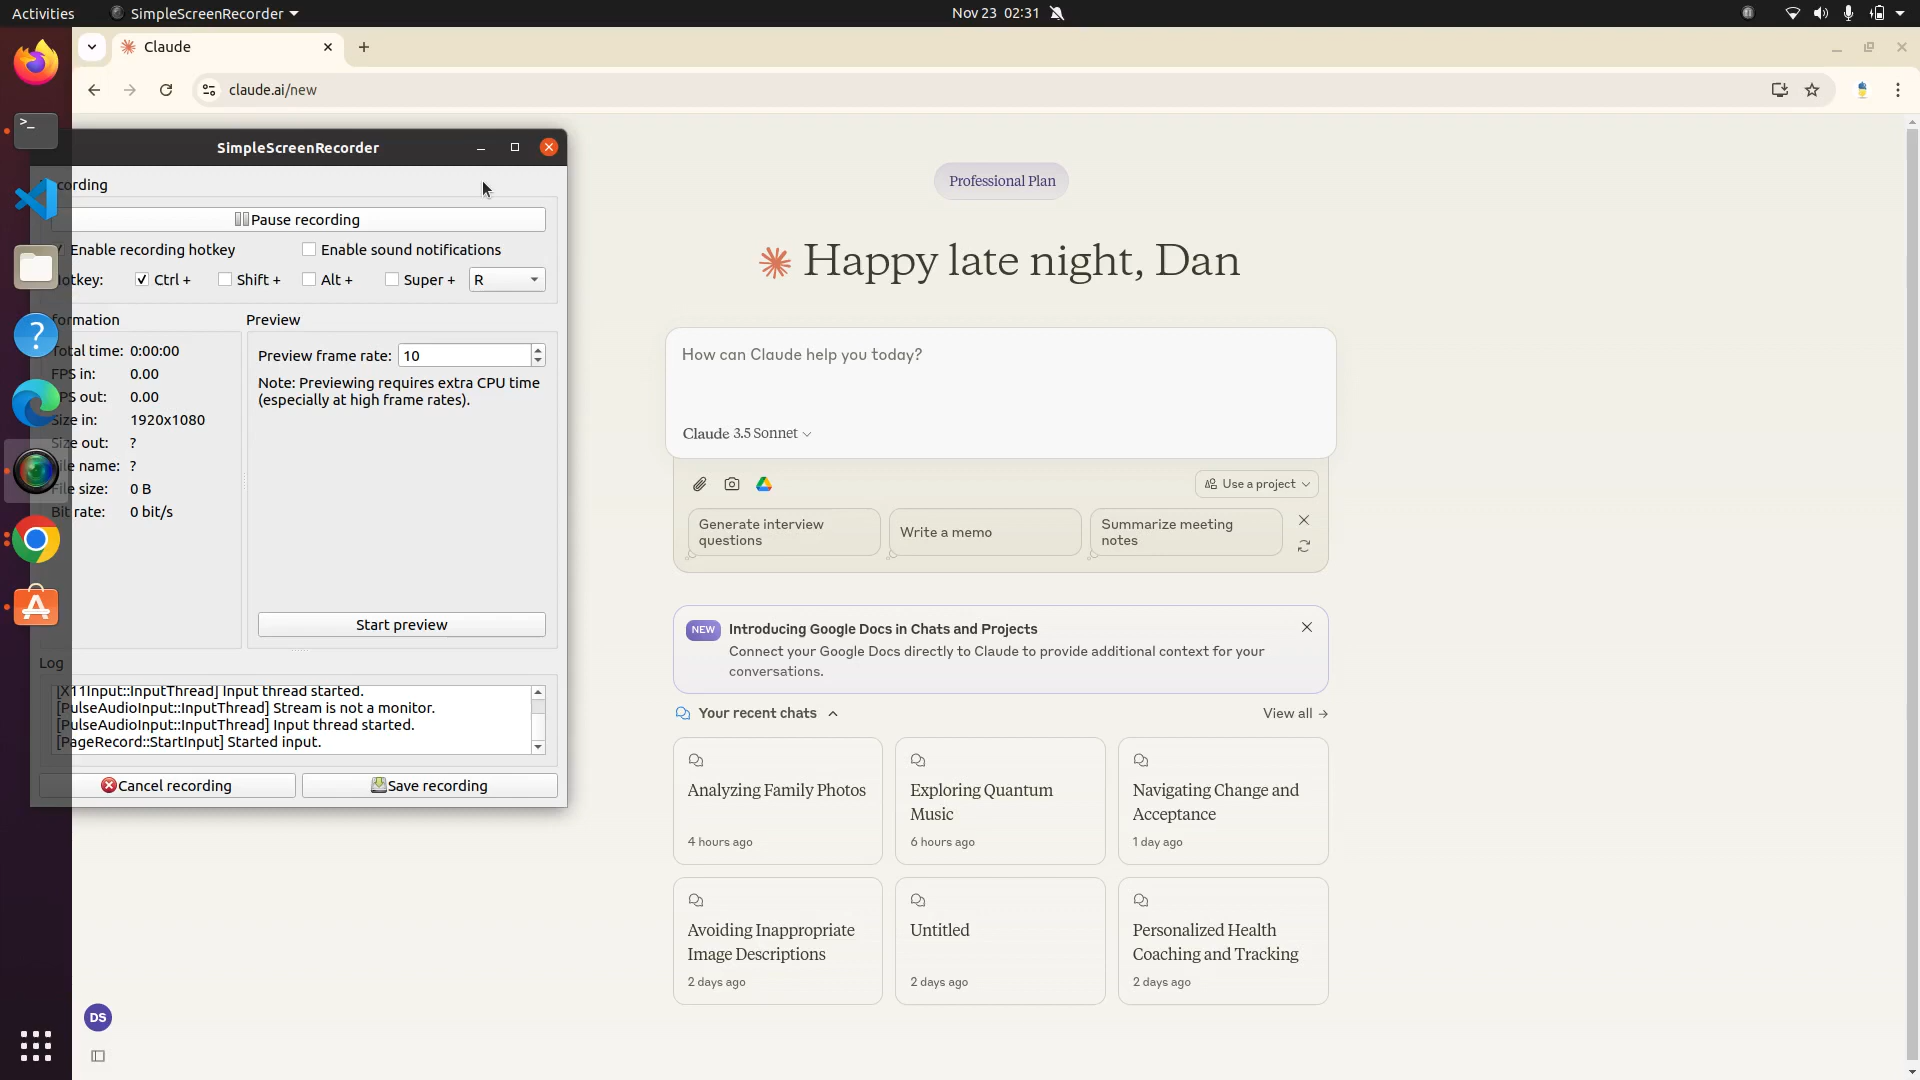 Activities
SimpleScreenRecorder
Nov 23 02:31
Claude
claude.ai/new
SimpleScreenRecorder
cording
Pause recording
Enable recording hotkey
Enable sound notifications
otkey:
Ctrl +
Shift +
Alt +
Super +
R
formation
Total time: 0:00:00
FPS in: 0.00
FPS out: 0.00
Size in: 1920x1080
Size out: ?
File name: ?
File size: 0 B
Bit rate: 0 bit/s
Preview
Preview frame rate: 10
Note: Previewing requires extra CPU time
(especially at high frame rates).
Start preview
Log
[X11Input::InputThread] Input thread started.
[PulseAudioInput::InputThread] Stream is not a monitor.
[PulseAudioInput::InputThread] Input thread started.
[PageRecord::StartInput] Started input.
Cancel recording
Save recording
Professional Plan
Happy late night, Dan
How can Claude help you today?
Claude 3.5 Sonnet
Use a project
Generate interview
questions
Write a memo
Summarize meeting
notes
NEW
Introducing Google Docs in Chats and Projects
Connect your Google Docs directly to Claude to provide additional context for your
conversations.
Your recent chats
View all →
Analyzing Family Photos
4 hours ago
Exploring Quantum
Music
6 hours ago
Navigating Change and
Acceptance
1 day ago
Avoiding Inappropriate
Image Descriptions
2 days ago
Untitled
2 days ago
Personalized Health
Coaching and Tracking
2 days ago
DS